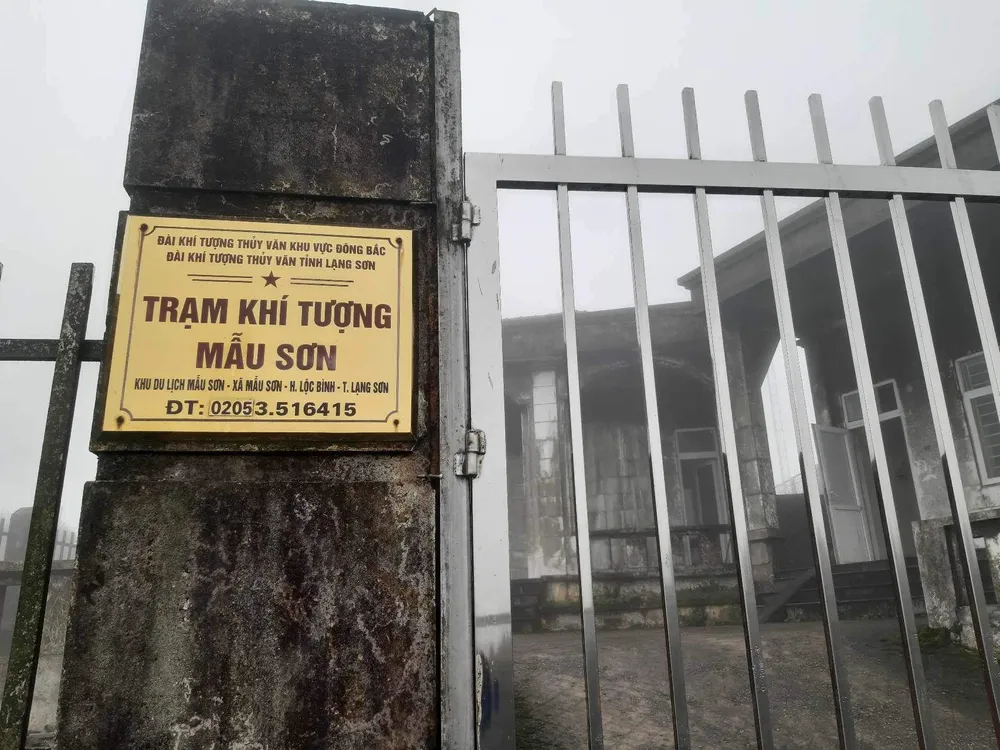 ĐÀI KHÍ TƯỢNG THỦY VĂN KHU VỰC ĐÔNG BẮC
ĐÀI KHÍ TƯỢNG THỦY VĂN TỈNH LẠNG SƠN
TRẠM KHÍ TƯỢNG
MẪU SƠN
KHU DU LỊCH MẪU SƠN - XÃ MẪU SƠN - H. LỘC BÌNH - T. LẠNG SƠN
ĐT: 02053.516415